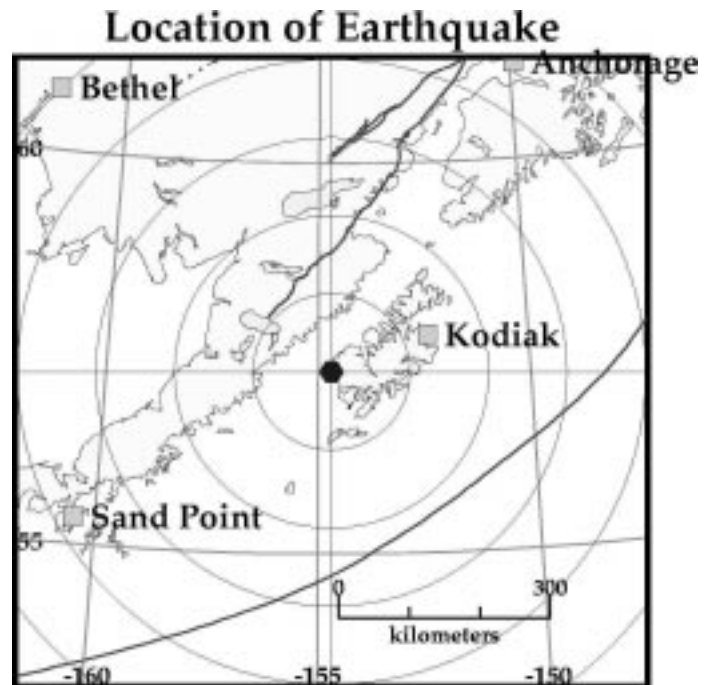 Location of Earthquake
Anchorage
Bethel
60
Kodiak
Sand Point
55
0 300
kilometers
-160 -155 -150